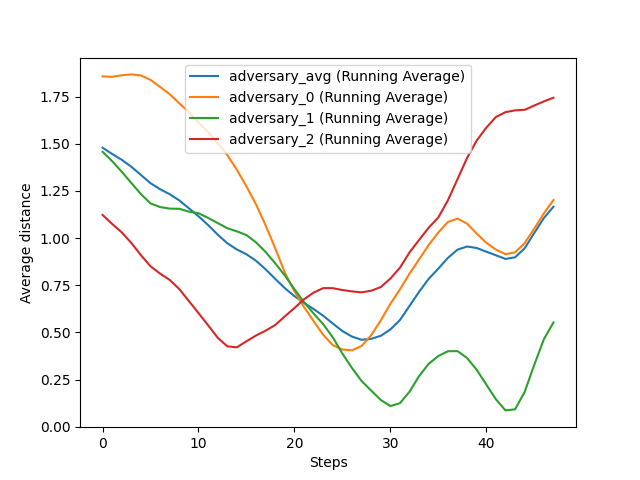 adversary_avg (Running Average)
adversary_0 (Running Average)
adversary_1 (Running Average)
adversary_2 (Running Average)
Average distance
1.75
1.50
1.25
1.00
0.75
0.50
0.25
0.00
0
10
20
30
40
Steps